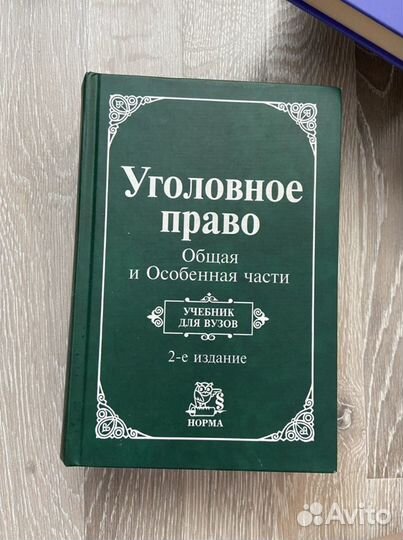 Уголовное
право
Общая
и Особенная части
УЧЕБНИК
ДЛЯ ВУЗОВ
2-е издание
НОРМА
Avito